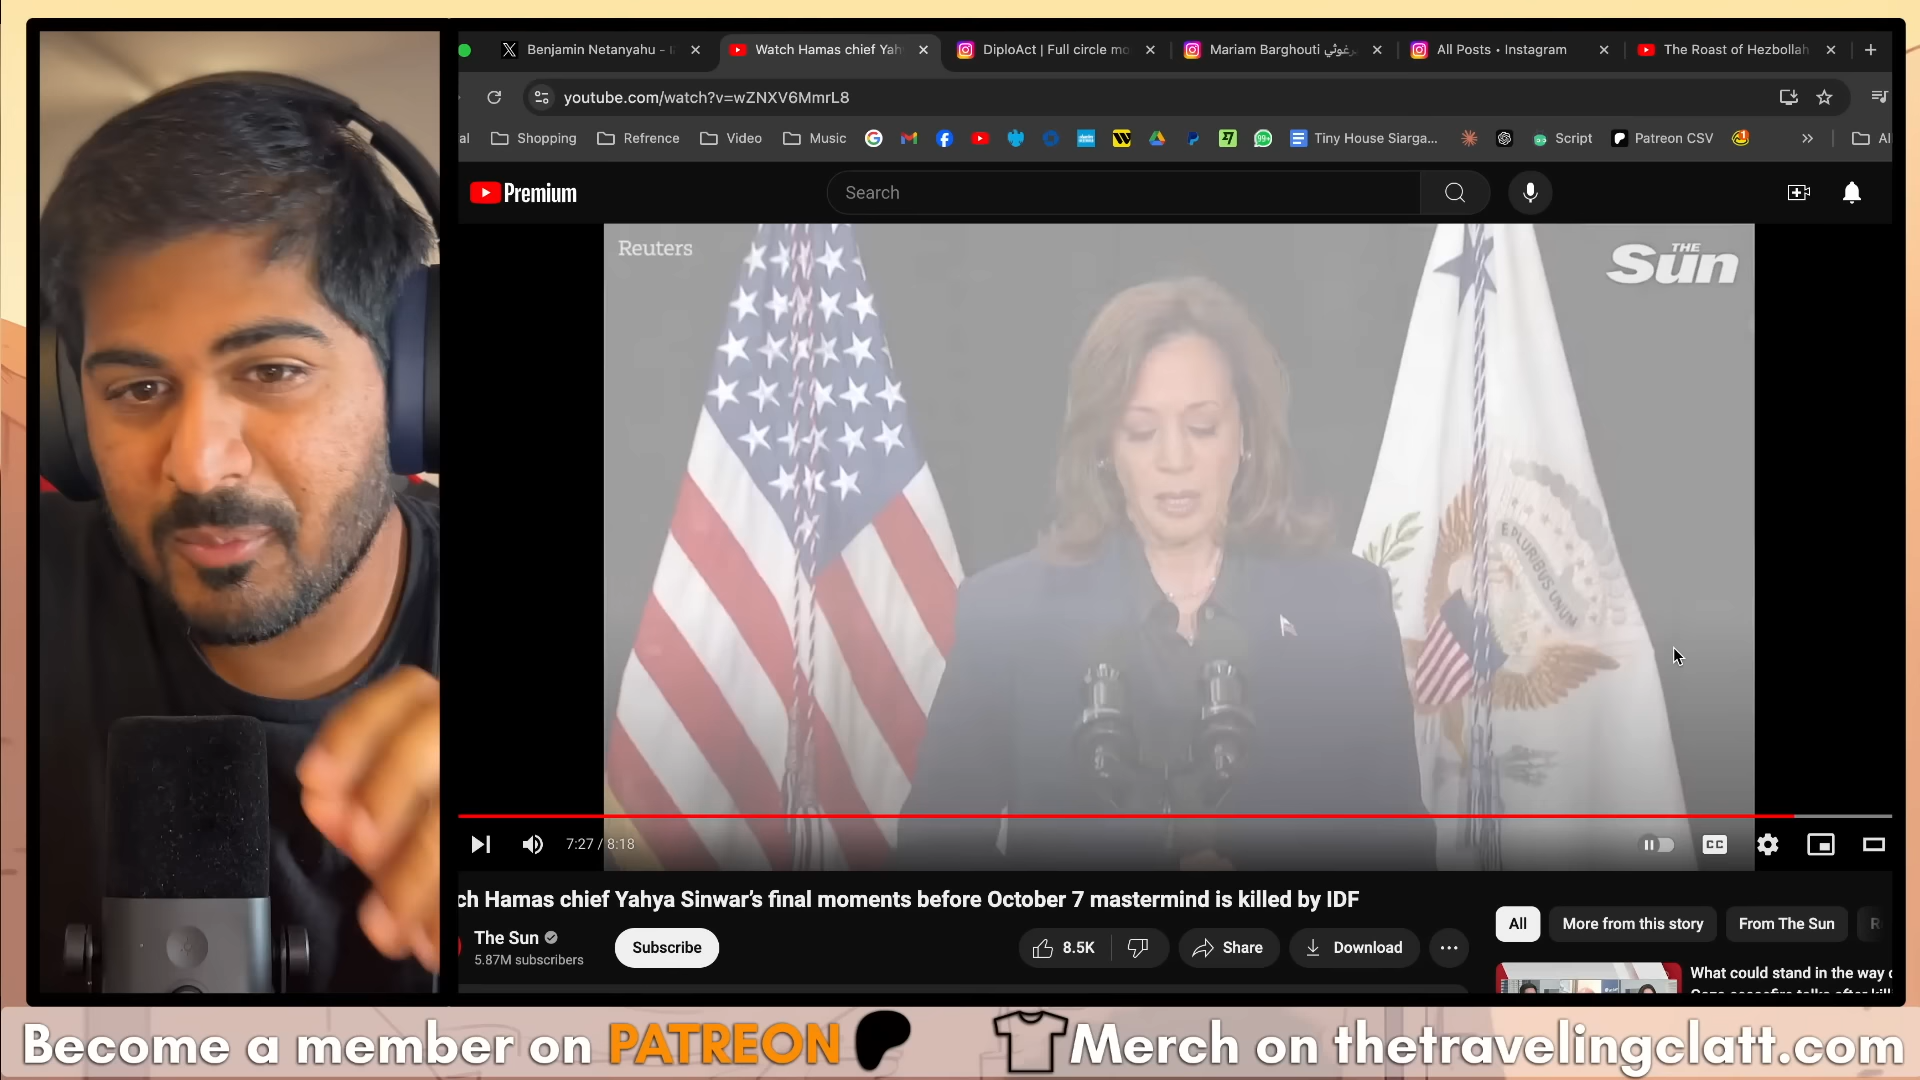 Benjamin Netanyahu -
Watch Hamas chief Yah
DiploAct | Full circle mo
Mariam Barghouti
All Posts • Instagram
The Roast of Hezbollah
youtube.com/watch?v=wZNXV6MmrL8
al
Shopping
Refrence
Video
Music
99+
Tiny House Siarga...
Script
Patreon CSV
Al
Premium
Search
Reuters
THE
Sun
E PLURIBUS UNUM
7:27 / 8:18
CC
ch Hamas chief Yahya Sinwar’s final moments before October 7 mastermind is killed by IDF
The Sun
5.87M subscribers
Subscribe
8.5K
Share
Download
All
More from this story
From The Sun
R
What could stand in the way
Become a member on PATREON
Merch on thetravelingclatt.com